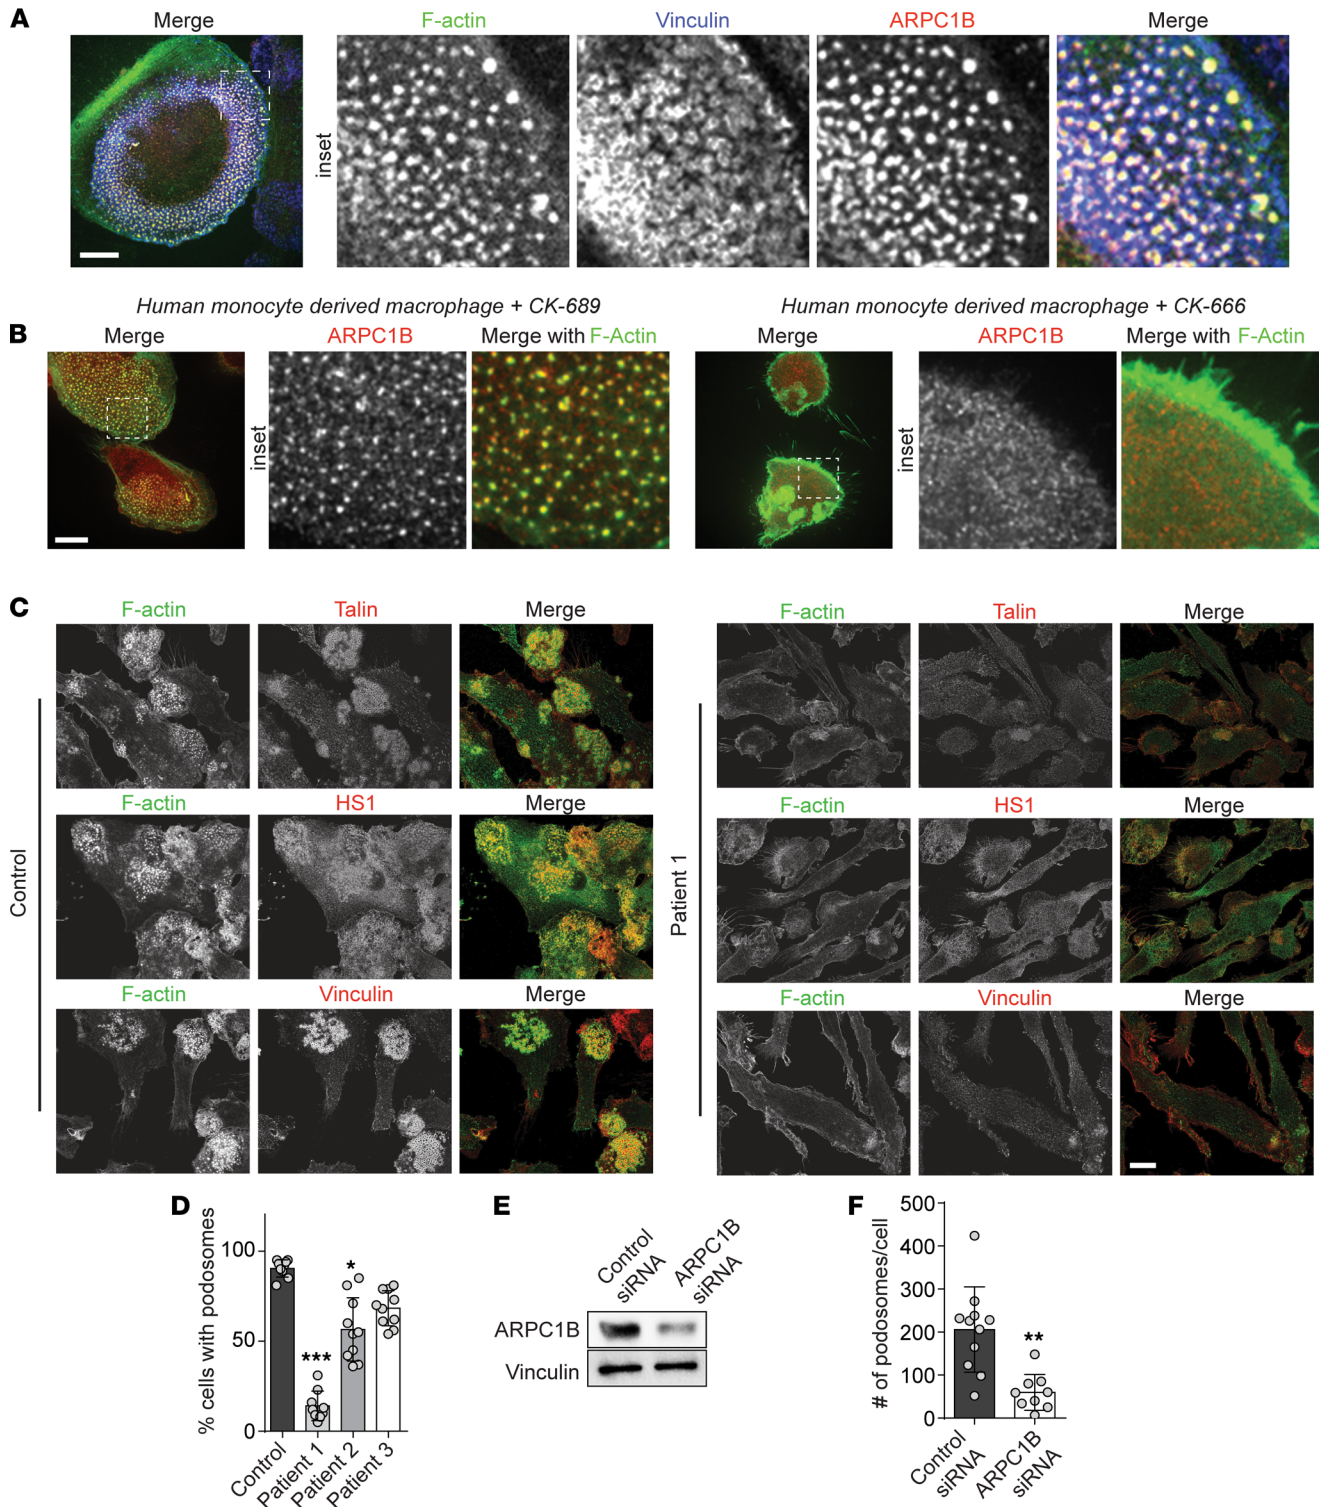 A
Merge
F-actin
Vinculin
ARPC1B
Merge
inset
Human monocyte derived macrophage + CK-689
Human monocyte derived macrophage + CK-666
B
Merge
ARPC1B
Merge with F-Actin
Merge
ARPC1B
Merge with F-Actin
inset
inset
C
F-actin
Talin
Merge
F-actin
Talin
Merge
Control
F-actin
HS1
Merge
Patient 1
F-actin
HS1
Merge
F-actin
Vinculin
Merge
F-actin
Vinculin
Merge
D
% cells with podosomes
100
50
0
***
*
Control
Patient 1
Patient 2
Patient 3
E
Control
siRNA
ARPC1B
siRNA
ARPC1B
Vinculin
F
# of podosomes/cell
500
400
300
200
100
0
**
Control
siRNA
ARPC1B
siRNA